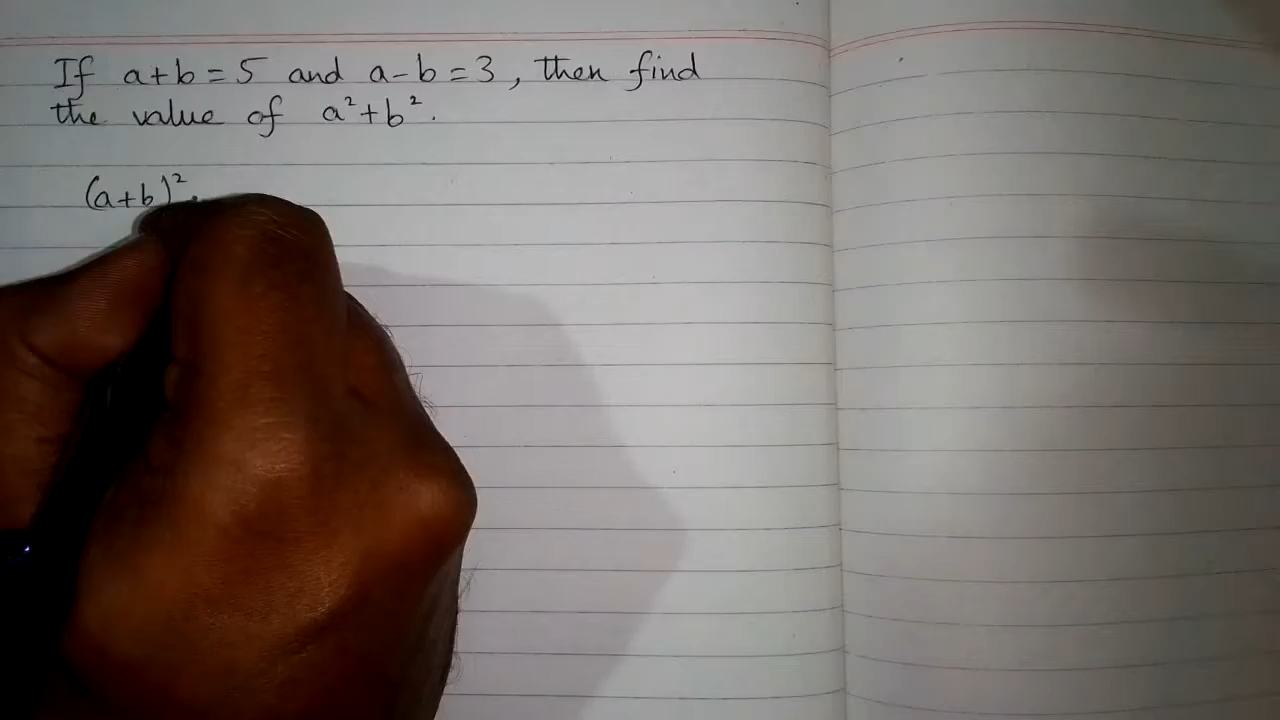 If a+b=5 and a-b=3, then find
the value of a²+b².
(a+b)²